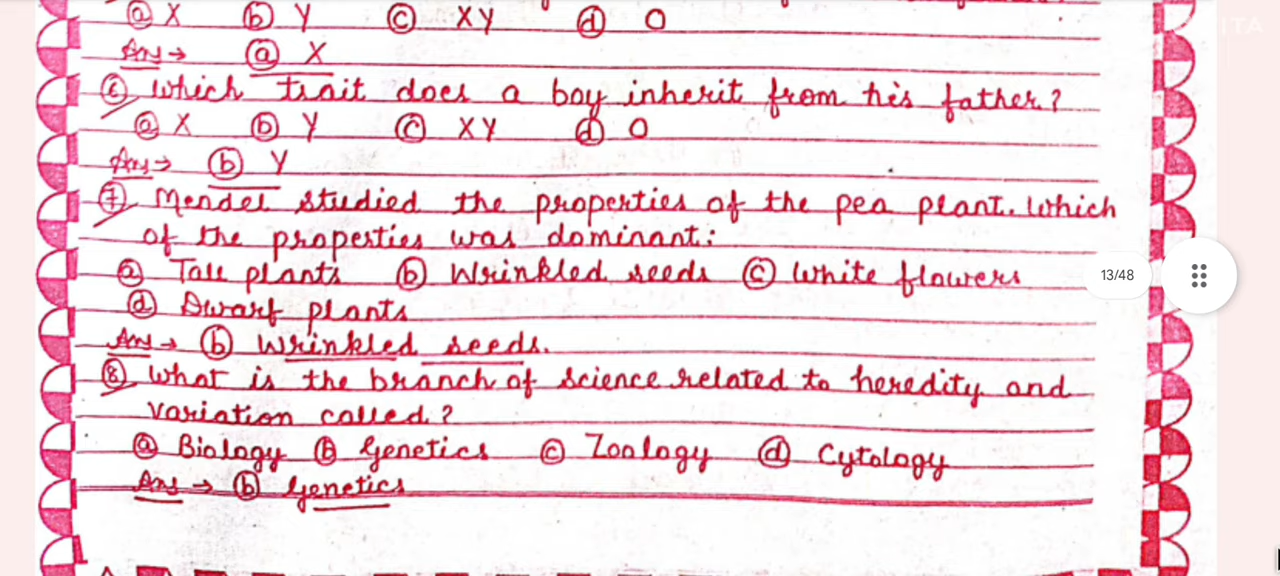 ⓐ X ⓑ Y ⓒ XY ⓓ O
Ans → ⓐ X
⑥ Which trait does a boy inherit from his father?
ⓐ X ⓑ Y ⓒ XY ⓓ O
Ans → ⓑ Y
⑦ Mendel studied the properties of the pea plant. Which
of the properties was dominant:
ⓐ Tall plants ⓑ Wrinkled seeds ⓒ White flowers
ⓓ Dwarf plants
13/48
Ans → ⓑ Wrinkled seeds.
⑧ What is the branch of science related to heredity and
variation called?
ⓐ Biology ⓑ Genetics ⓒ Zoology ⓓ Cytology
Ans → ⓑ Genetics